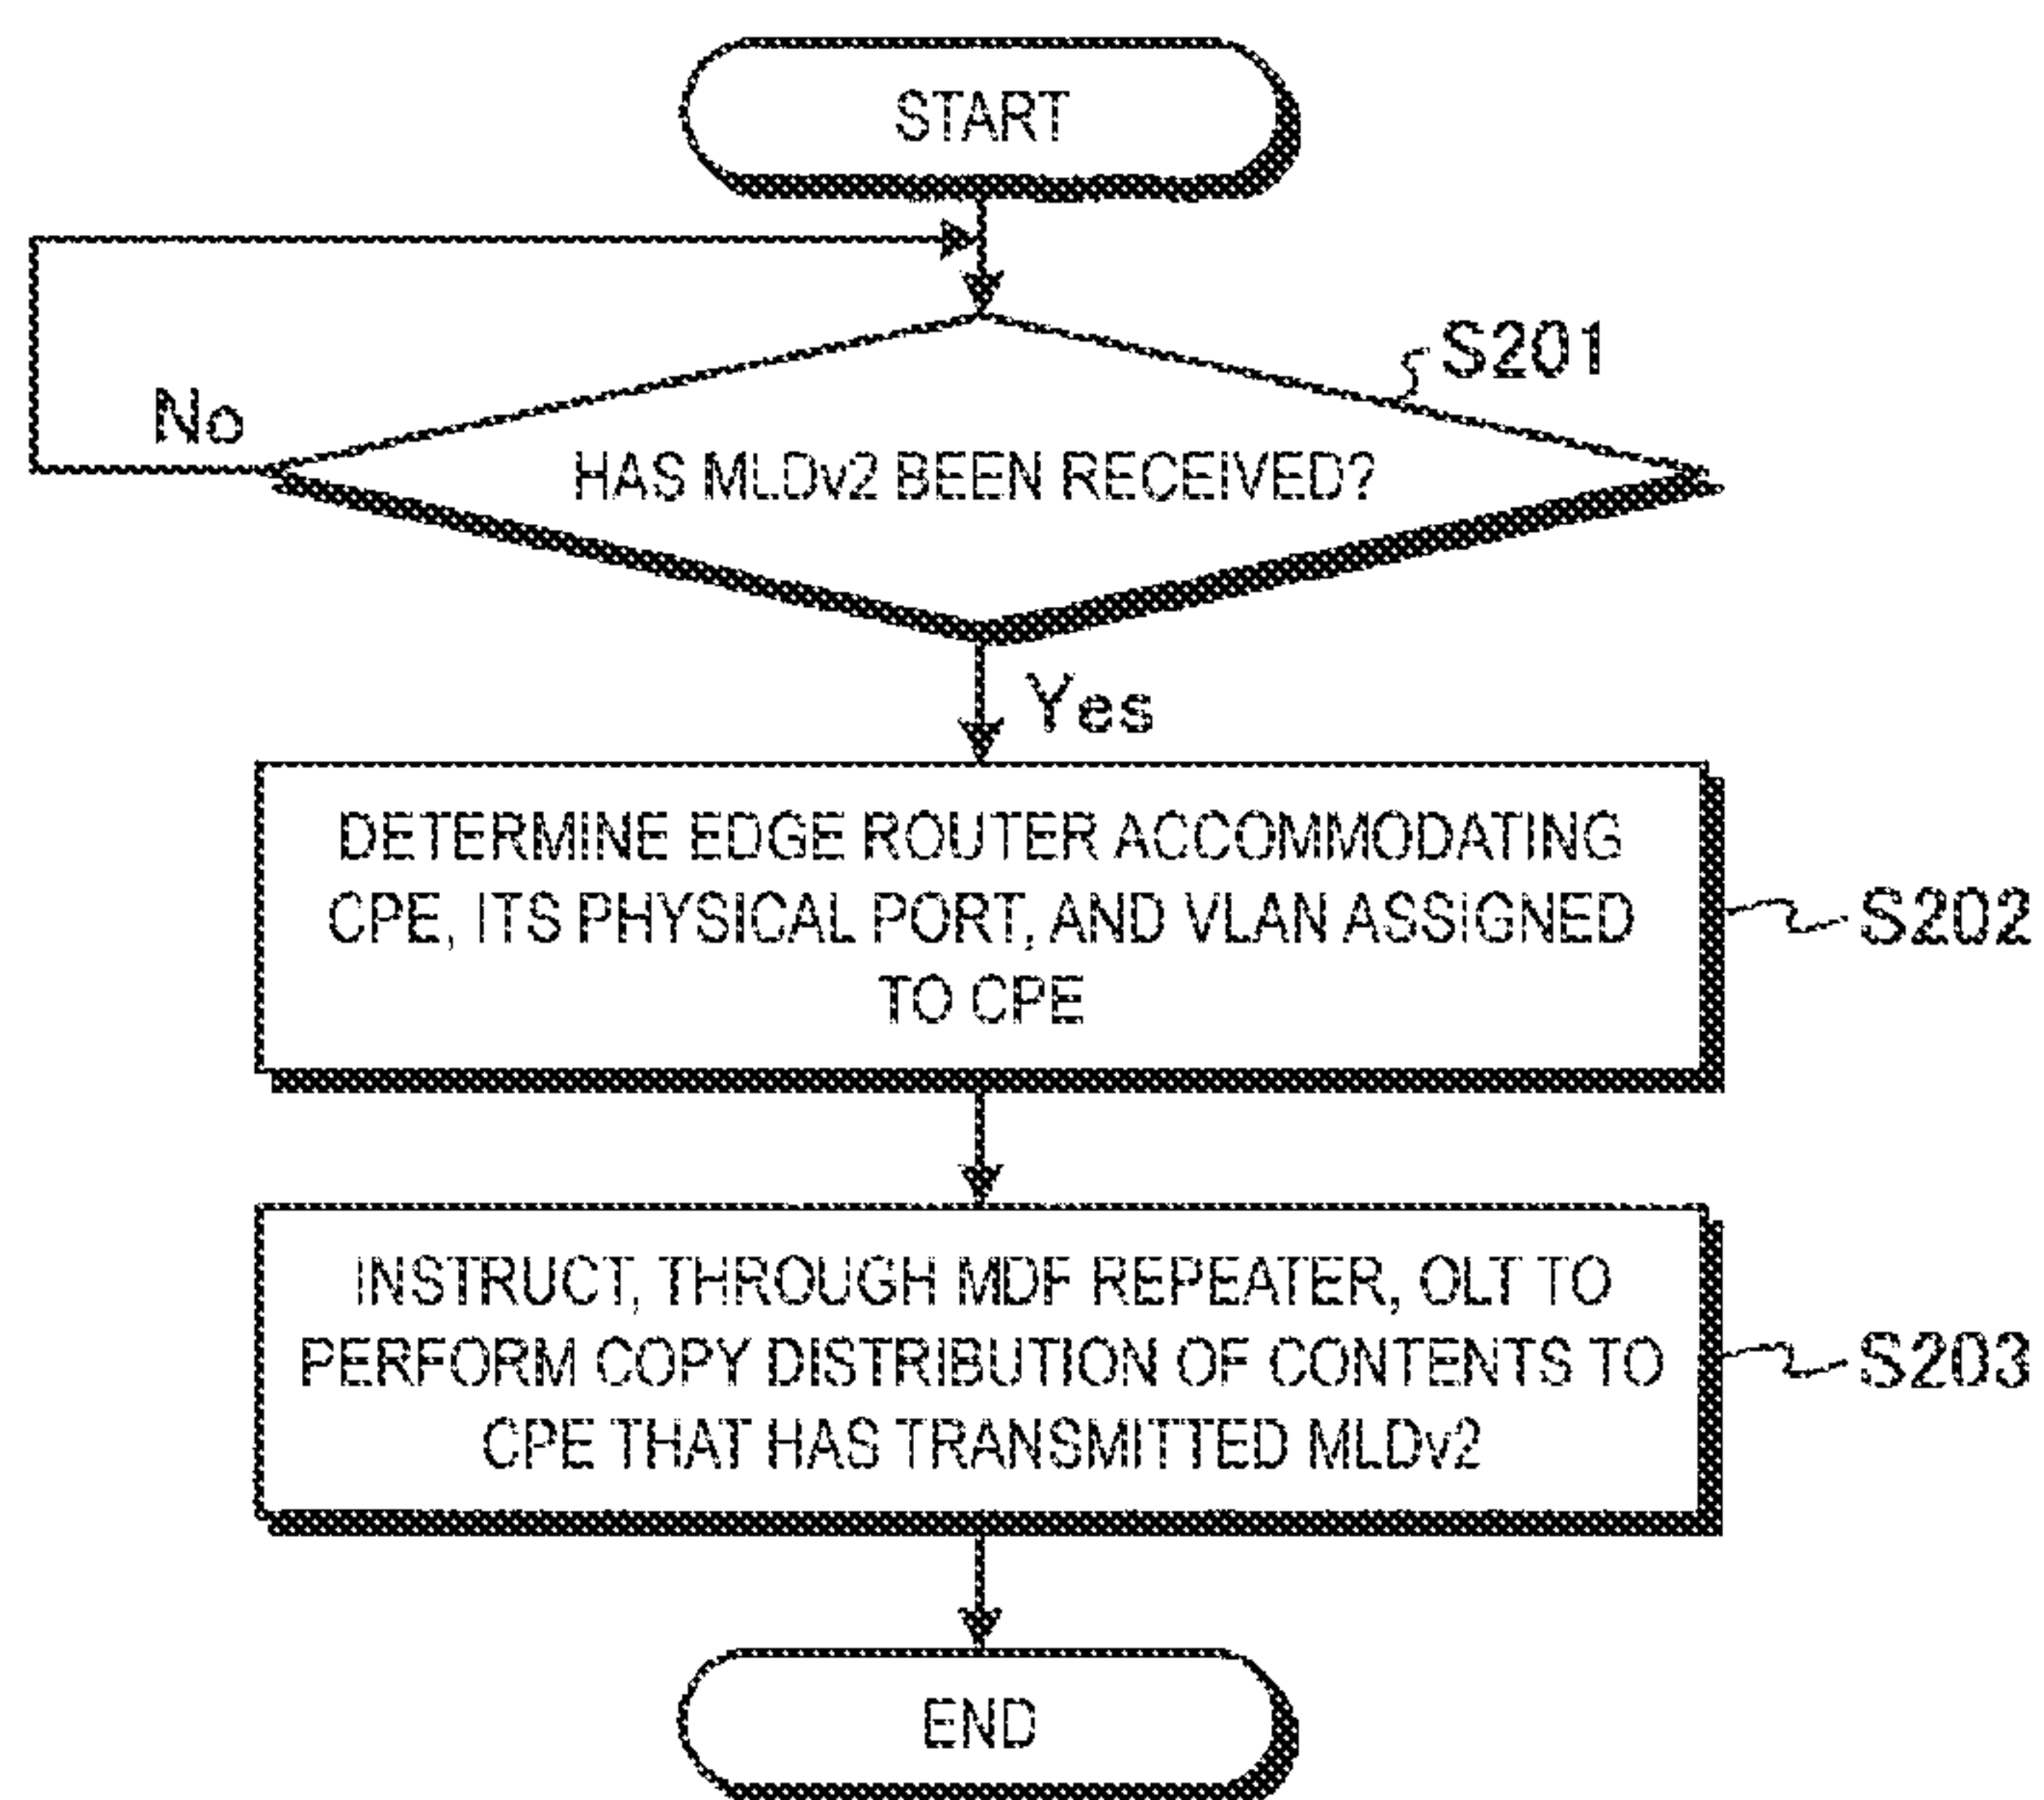 START
S201
No
HAS MLDv2 BEEN RECEIVED?
Yes
DETERMINE EDGE ROUTER ACCOMMODATING
CPE, ITS PHYSICAL PORT, AND VLAN ASSIGNED
TO CPE
S202
INSTRUCT, THROUGH MDF REPEATER, OLT TO
PERFORM COPY DISTRIBUTION OF CONTENTS TO
CPE THAT HAS TRANSMITTED MLDv2
S203
END